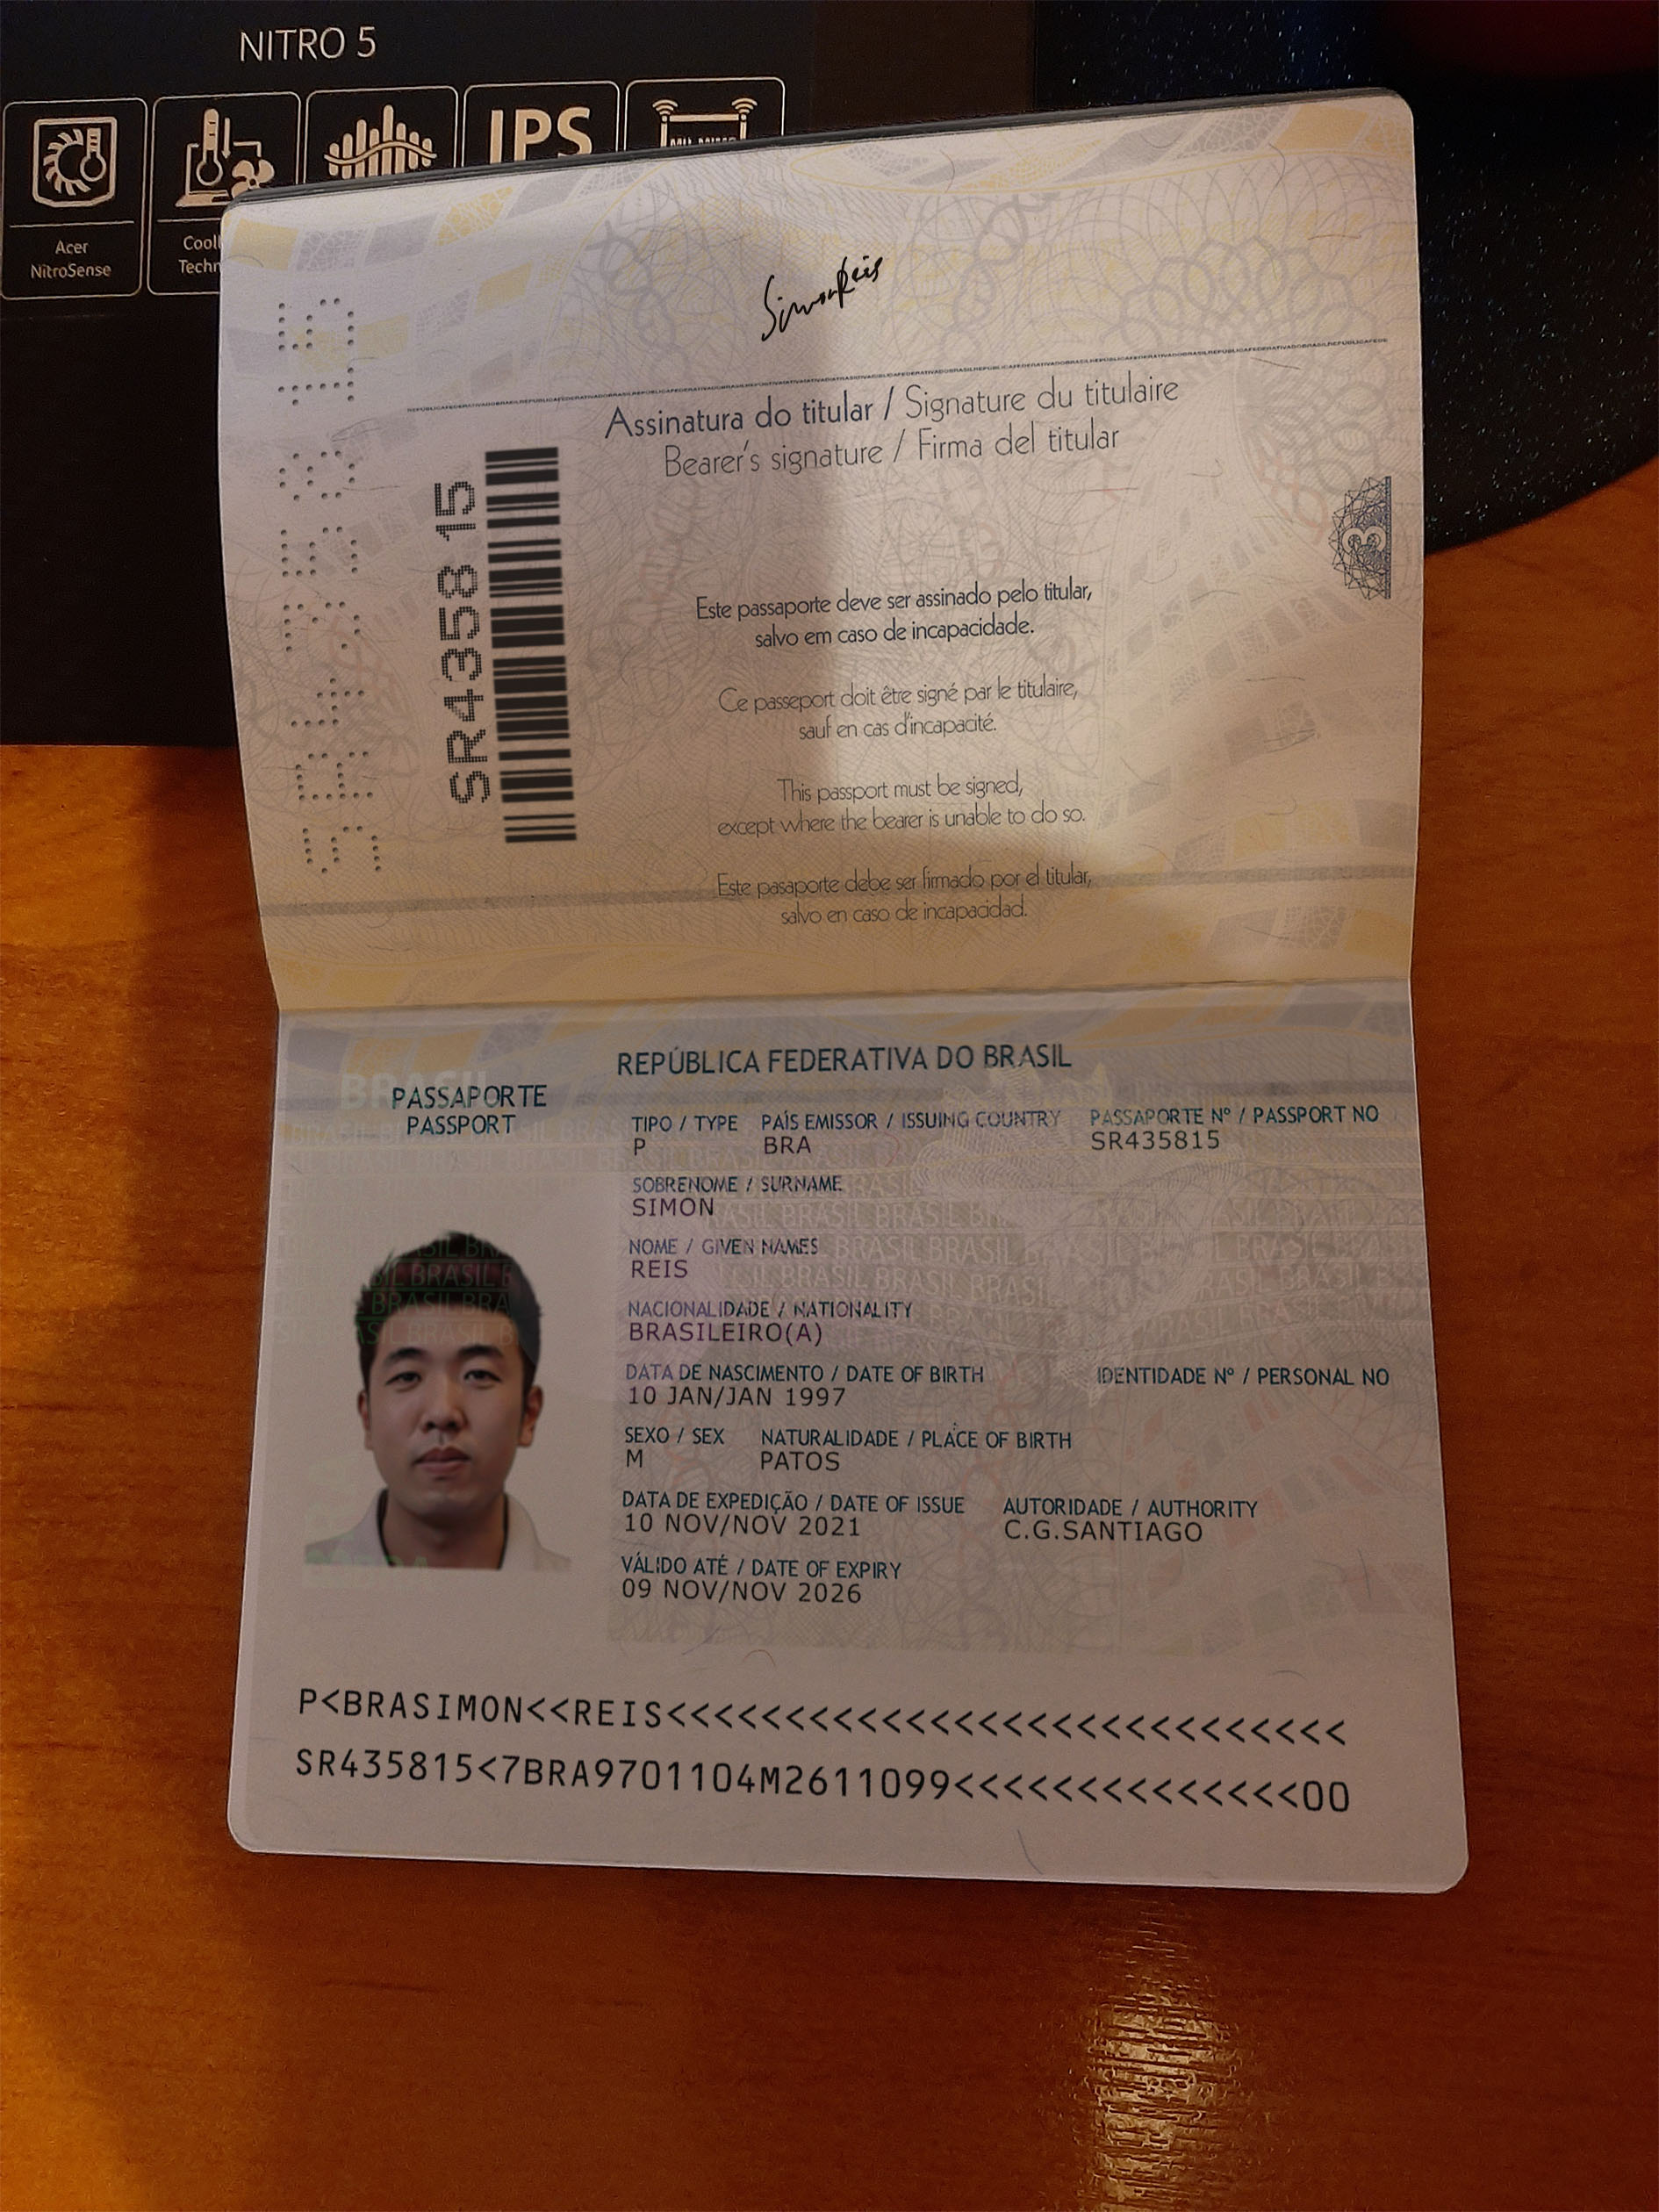 NITRO 5
IPS
Acer
NitroSense
Cool
Techn
SimonReis
Assinatura do titular / Signature du titulaire
Bearer's signature / Firma del titular
SR435815
SR435815
3
Este passaporte deve ser assinado pelo titular,
salvo em caso de incapacidade.
Ce passeport doit être signé par le titulaire,
sauf en cas d'incapacité.
This passport must be signed,
except where the bearer is unable to do so.
Este pasaporte debe ser firmado por el titular,
salvo en caso de incapacidad.
REPÚBLICA FEDERATIVA DO BRASIL
PASSAPORTE
PASSPORT
TIPO / TYPE PAÍS EMISSOR / ISSUING COUNTRY PASSAPORTE Nº / PASSPORT NO
P BRA SR435815
SOBRENOME / SURNAME
SIMON
NOME / GIVEN NAMES
REIS
NACIONALIDADE / NATIONALITY
BRASILEIRO(A)
DATA DE NASCIMENTO / DATE OF BIRTH IDENTIDADE Nº / PERSONAL NO
10 JAN/JAN 1997
SEXO / SEX NATURALIDADE / PLACE OF BIRTH
M PATOS
DATA DE EXPEDIÇÃO / DATE OF ISSUE AUTORIDADE / AUTHORITY
10 NOV/NOV 2021 C.G.SANTIAGO
VÁLIDO ATÉ / DATE OF EXPIRY
09 NOV/NOV 2026
P<BRASIMON<<REIS<<<<<<<<<<<<<<<<<<<<<<<<<<<<
SR435815<7BRA9701104M2611099<<<<<<<<<<<<<<00